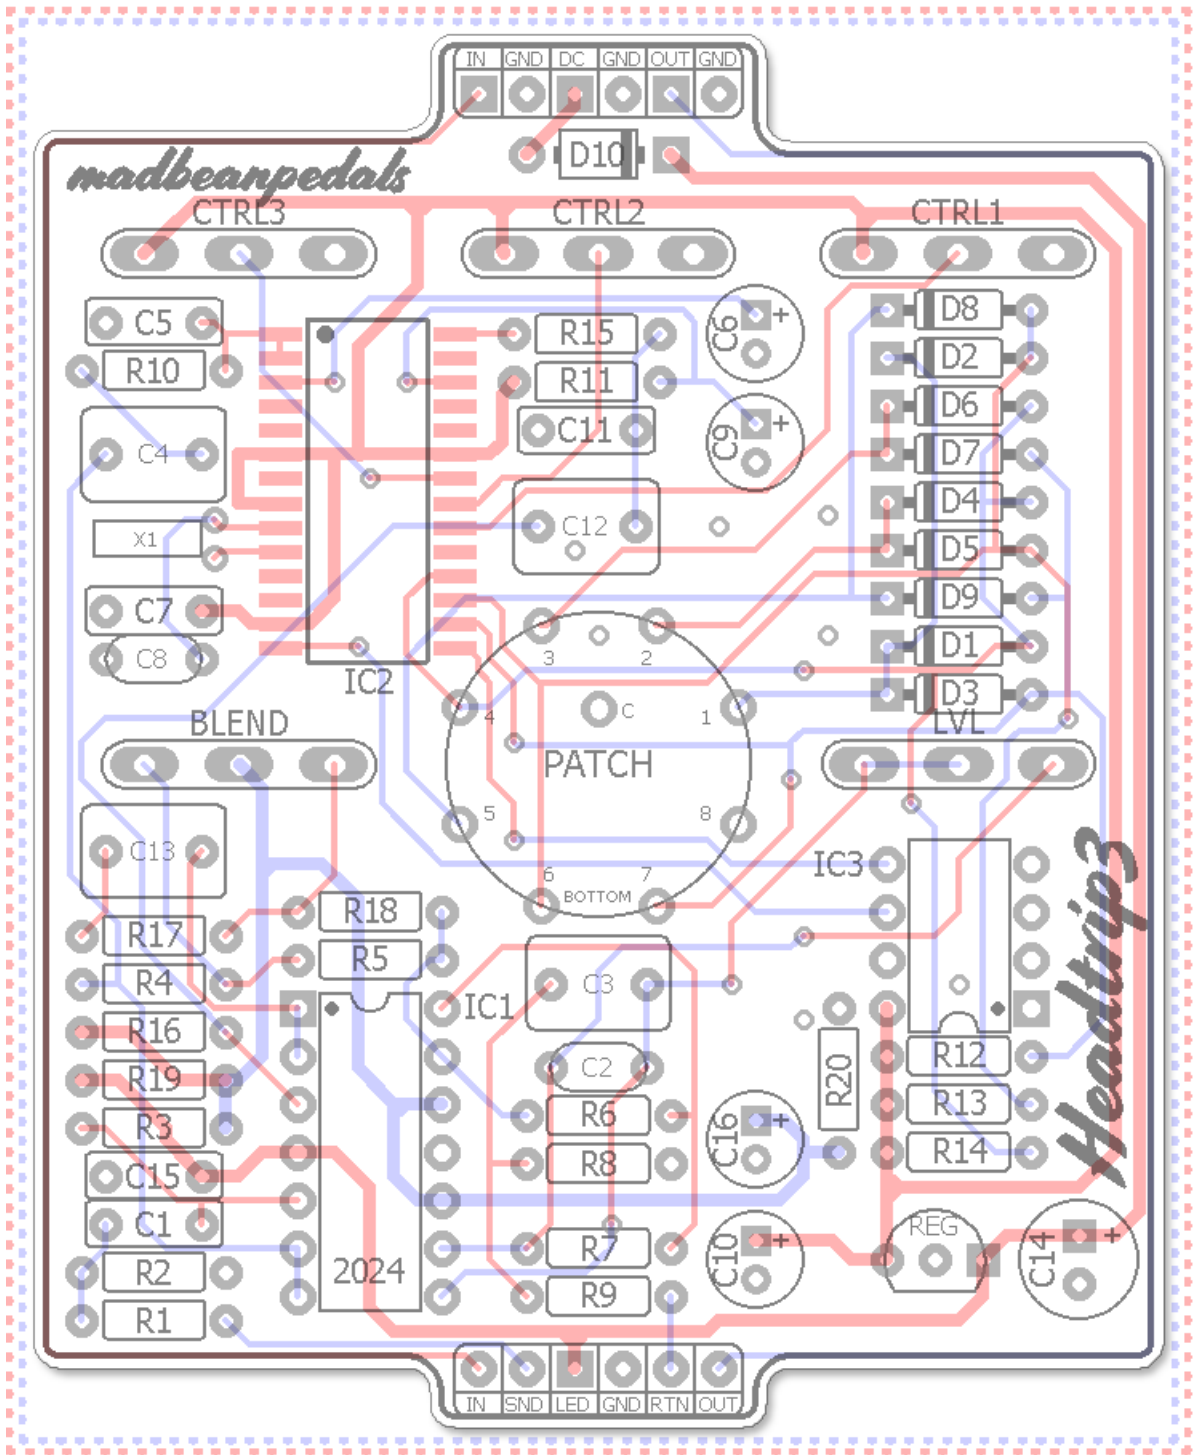 IN GND DC GND OUT GND
D10
madbeanpedals
CTRL3 CTRL2 CTRL1
C5 R15 C6 + D8
R10 R11 D2
C11 C9 + D6
C4 D7
C12 D4
X1 D5
C7 D9
C8 3 2 D1
IC2 D3
4 C 1
BLEND LVL
PATCH
5 8
C13 IC3
6 7
BOTTOM
Headtrip3
R18
R17
R5
R4 C3
IC1
R16 R12
R19 C2 R20
R3 R6 C16 + R13
C15 R8 R14
C1 REG
R7 C10 + C14 +
R2 2024
R9
R1
IN SND LED GND RTN OUT